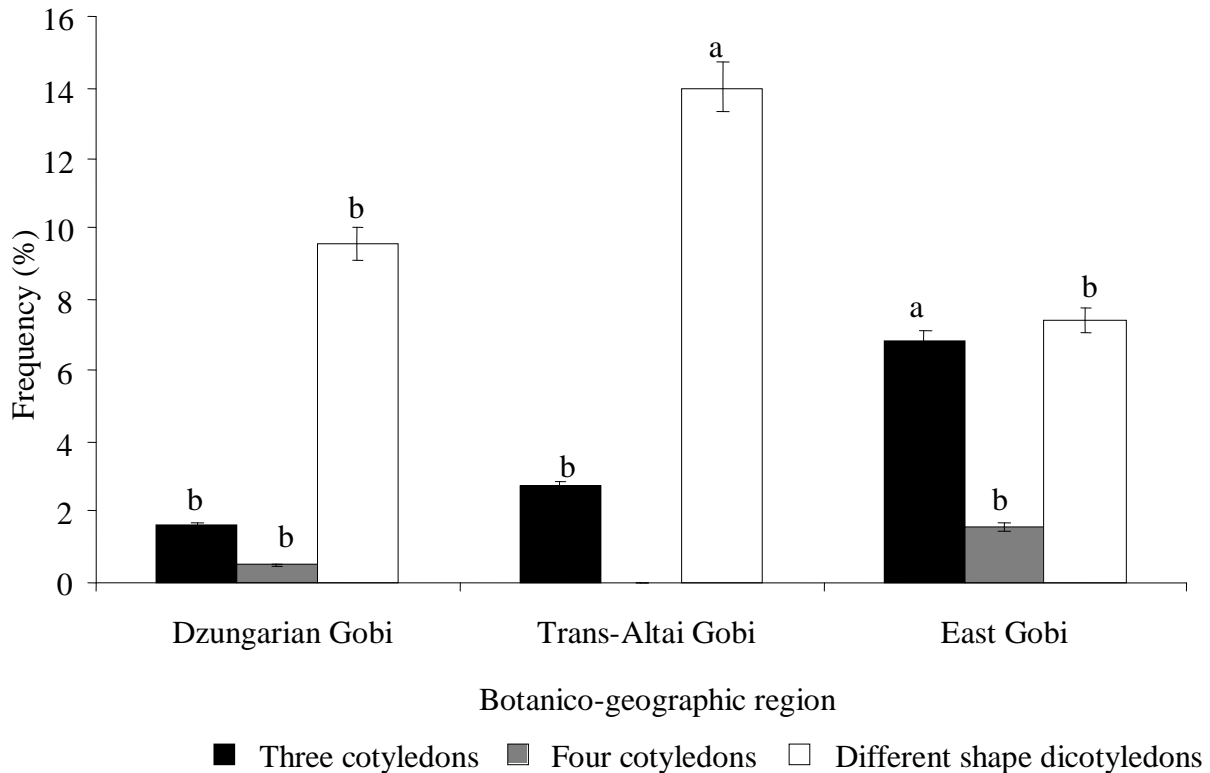 16
14
12
10
8
6
4
2
0
Frequency (%)
b
b
b
b
a
a
b
b
Dzungarian Gobi
Trans-Altai Gobi
East Gobi
Botanico-geographic region
Three cotyledons
Four cotyledons
Different shape dicotyledons